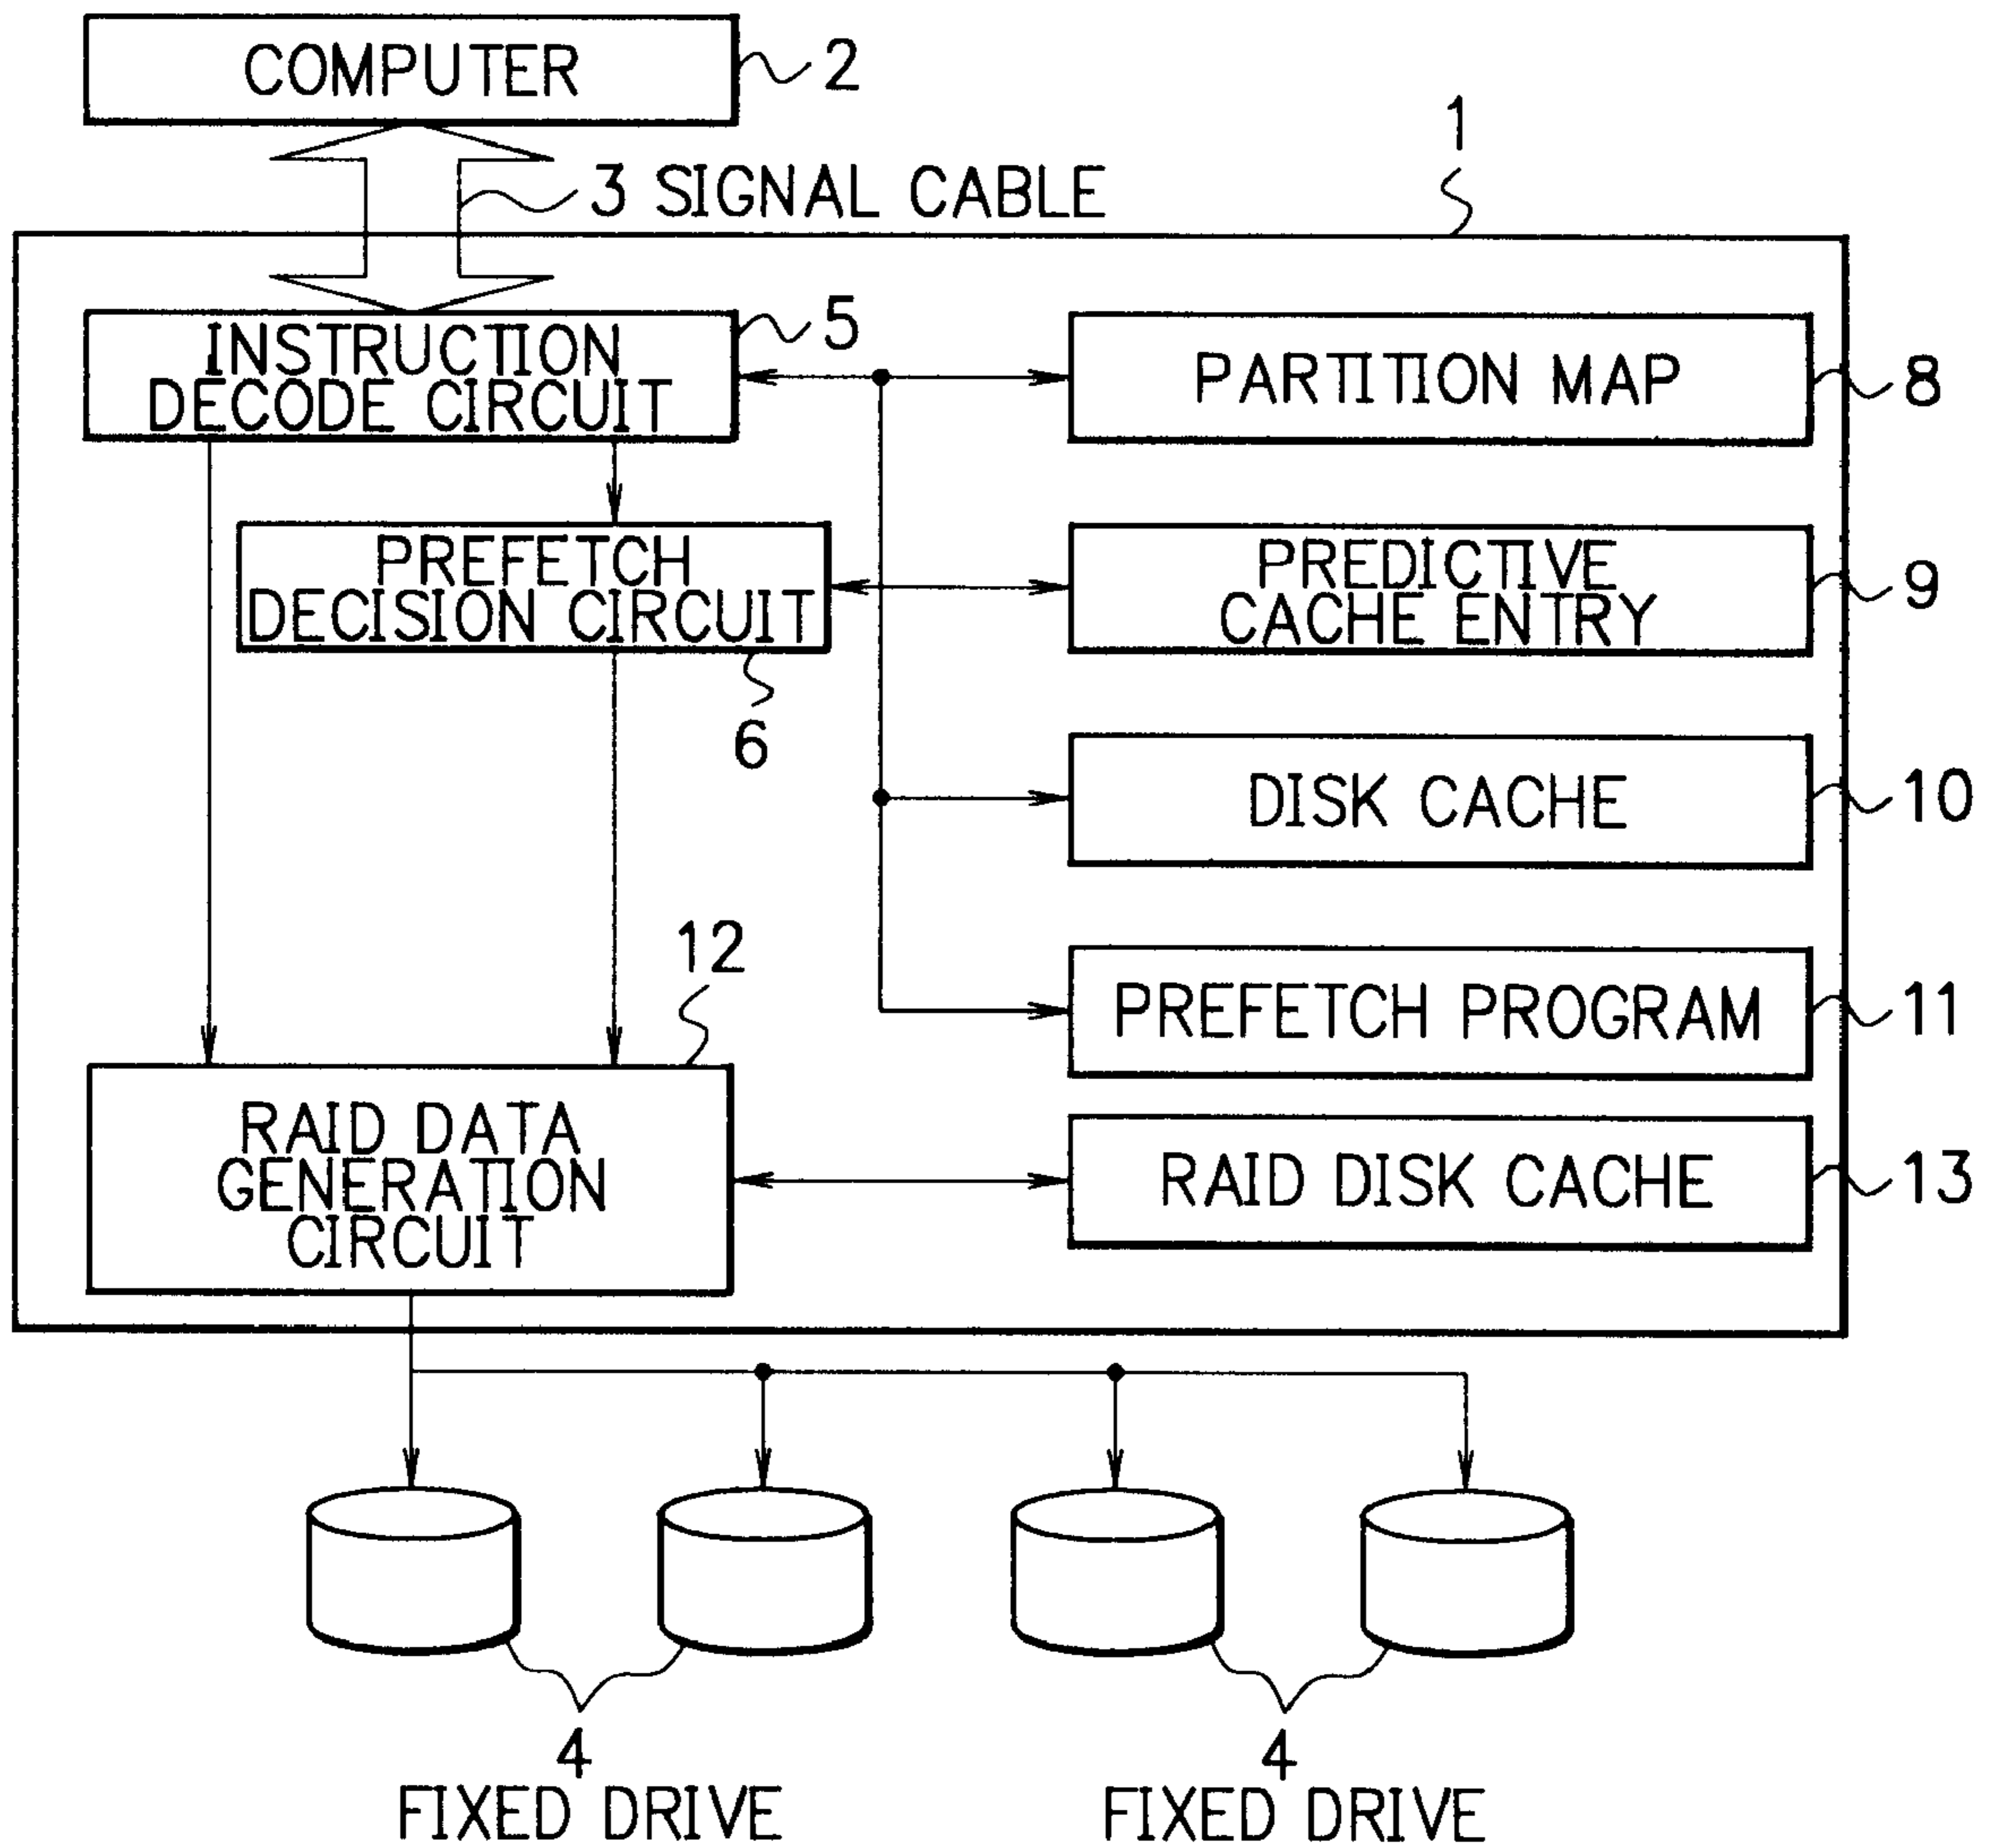 COMPUTER
2
1
3 SIGNAL CABLE
INSTRUCTION
DECODE CIRCUIT
5
PARTITION MAP
8
PREFETCH
DECISION CIRCUIT
6
PREDICTIVE
CACHE ENTRY
9
DISK CACHE
10
12
PREFETCH PROGRAM
11
RAID DATA
GENERATION
CIRCUIT
RAID DISK CACHE
13
4
FIXED DRIVE
4
FIXED DRIVE